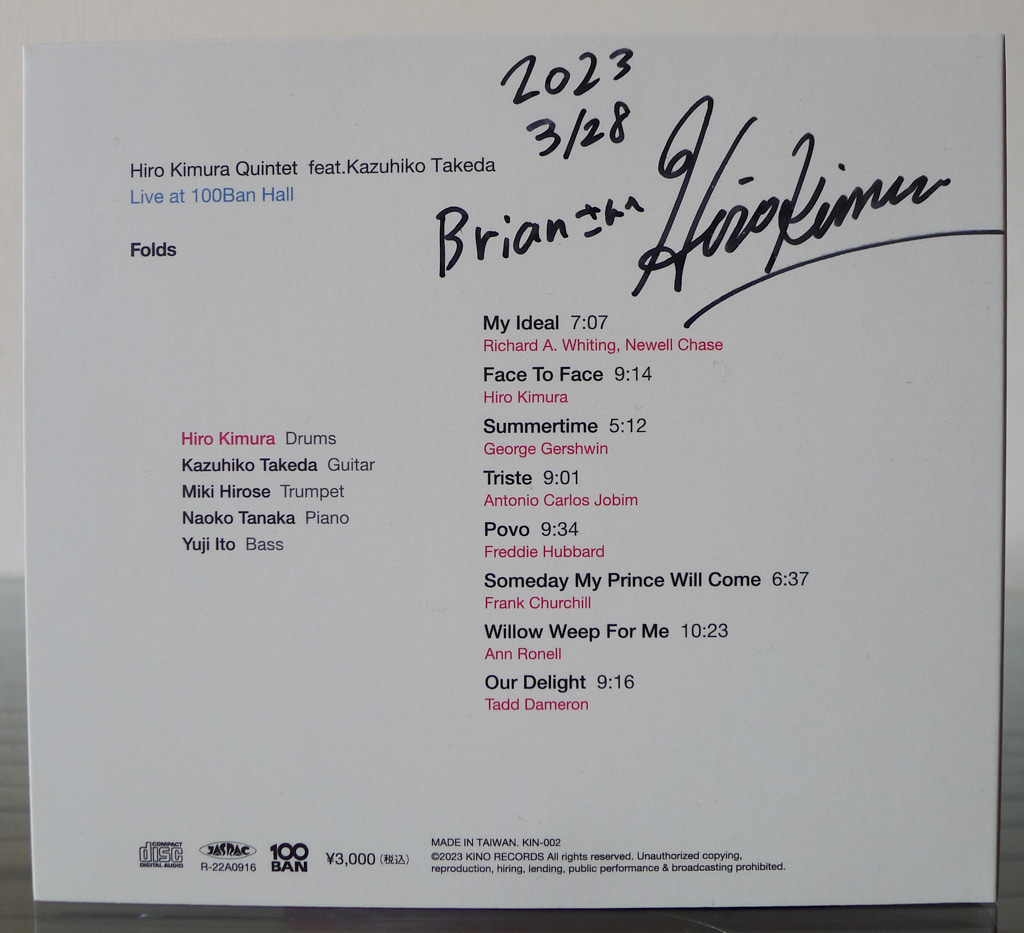 2023
3/28
Brian さん
Hiro Kimura
Hiro Kimura Quintet feat.Kazuhiko Takeda
Live at 100Ban Hall
Folds
My Ideal 7:07
Richard A. Whiting, Newell Chase
Face To Face 9:14
Hiro Kimura
Summertime 5:12
George Gershwin
Triste 9:01
Antonio Carlos Jobim
Povo 9:34
Freddie Hubbard
Someday My Prince Will Come 6:37
Frank Churchill
Willow Weep For Me 10:23
Ann Ronell
Our Delight 9:16
Tadd Dameron
Hiro Kimura Drums
Kazuhiko Takeda Guitar
Miki Hirose Trumpet
Naoko Tanaka Piano
Yuji Ito Bass
COMPACT
disc
DIGITAL AUDIO
JASRAC
R-22A0916
100
BAN
¥3,000 (税込)
MADE IN TAIWAN. KIN-002
©2023 KINO RECORDS All rights reserved. Unauthorized copying,
reproduction, hiring, lending, public performance & broadcasting prohibited.